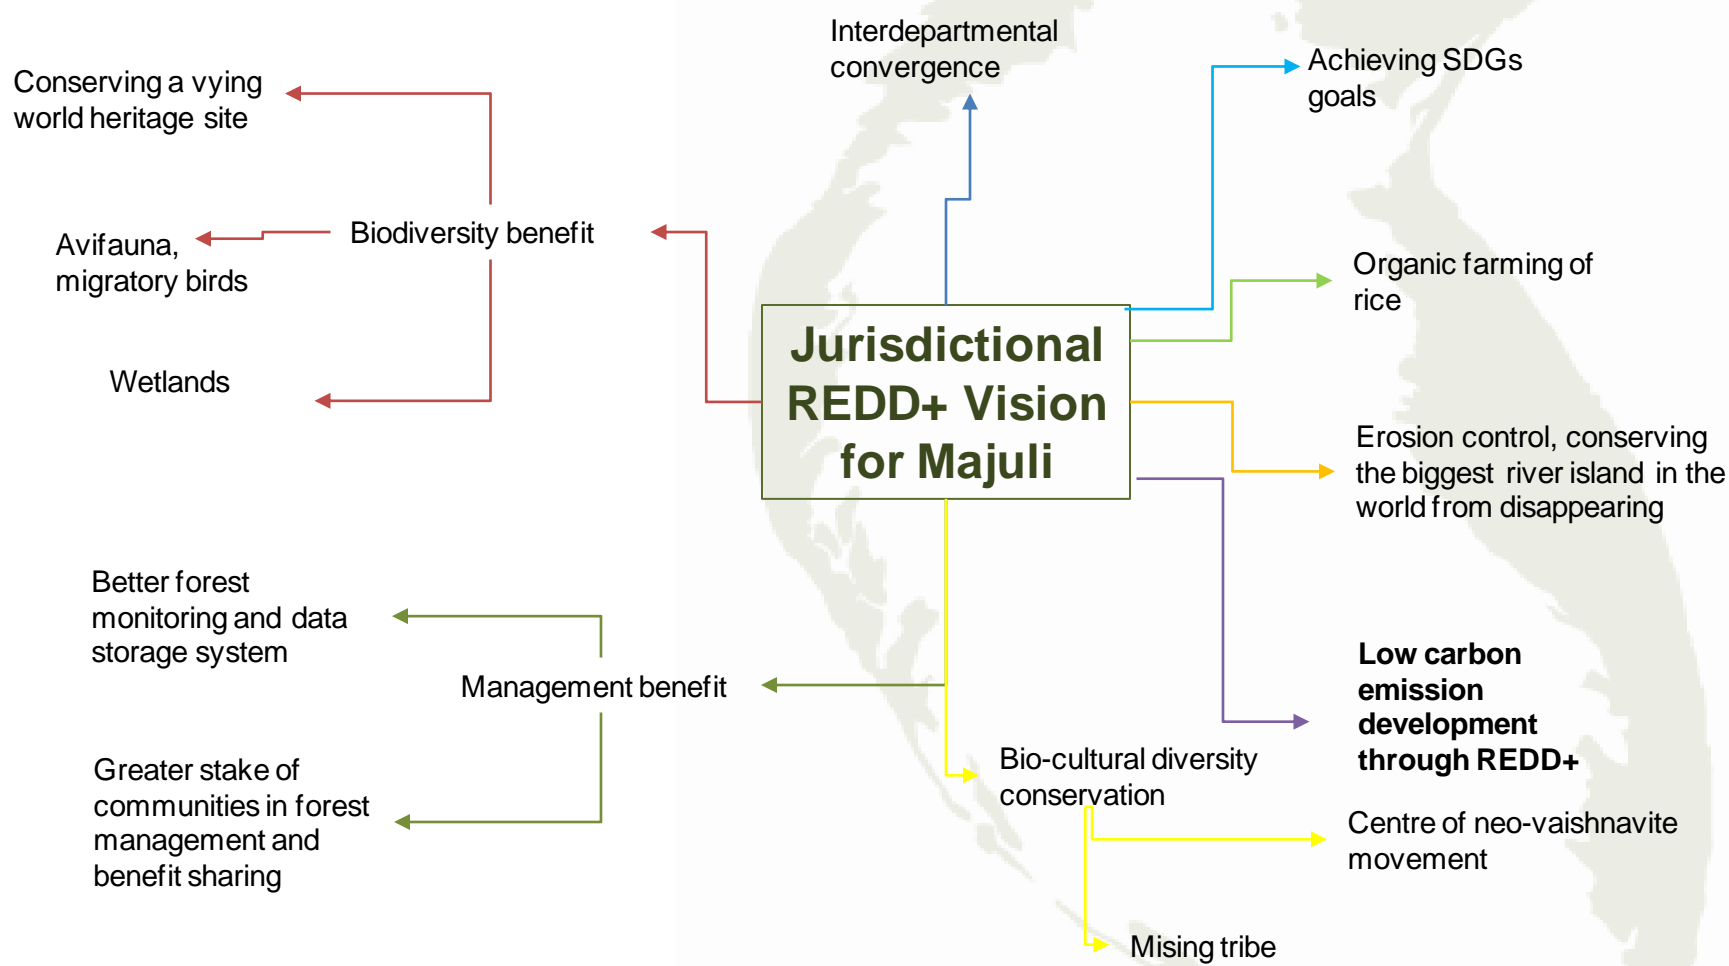 Interdepartmental
convergence
Achieving SDGs
goals
Conserving a vying
world heritage site
Biodiversity benefit
Avifauna,
migratory birds
Wetlands
Organic farming of
rice
Jurisdictional
REDD+ Vision
for Majuli
Erosion control, conserving
the biggest river island in the
world from disappearing
Better forest
monitoring and data
storage system
Management benefit
Low carbon
emission
development
through REDD+
Greater stake of
communities in forest
management and
benefit sharing
Bio-cultural diversity
conservation
Centre of neo-vaishnavite
movement
Mising tribe